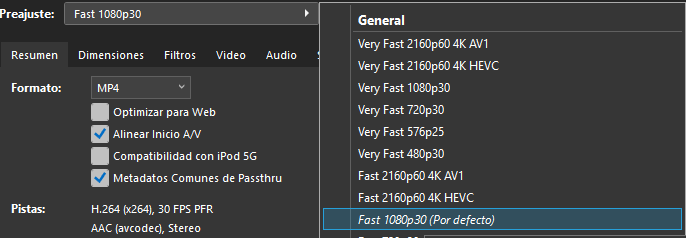 Preajuste: Fast 1080p30
Resumen Dimensiones Filtros Video Audio
Formato: MP4
Optimizar para Web
Alinear Inicio A/V
Compatibilidad con iPod 5G
Metadatos Comunes de Passthru
Pistas: H.264 (x264), 30 FPS PFR
AAC (avcodec), Stereo
General
Very Fast 2160p60 4K AV1
Very Fast 2160p60 4K HEVC
Very Fast 1080p30
Very Fast 720p30
Very Fast 576p25
Very Fast 480p30
Fast 2160p60 4K AV1
Fast 2160p60 4K HEVC
Fast 1080p30 (Por defecto)